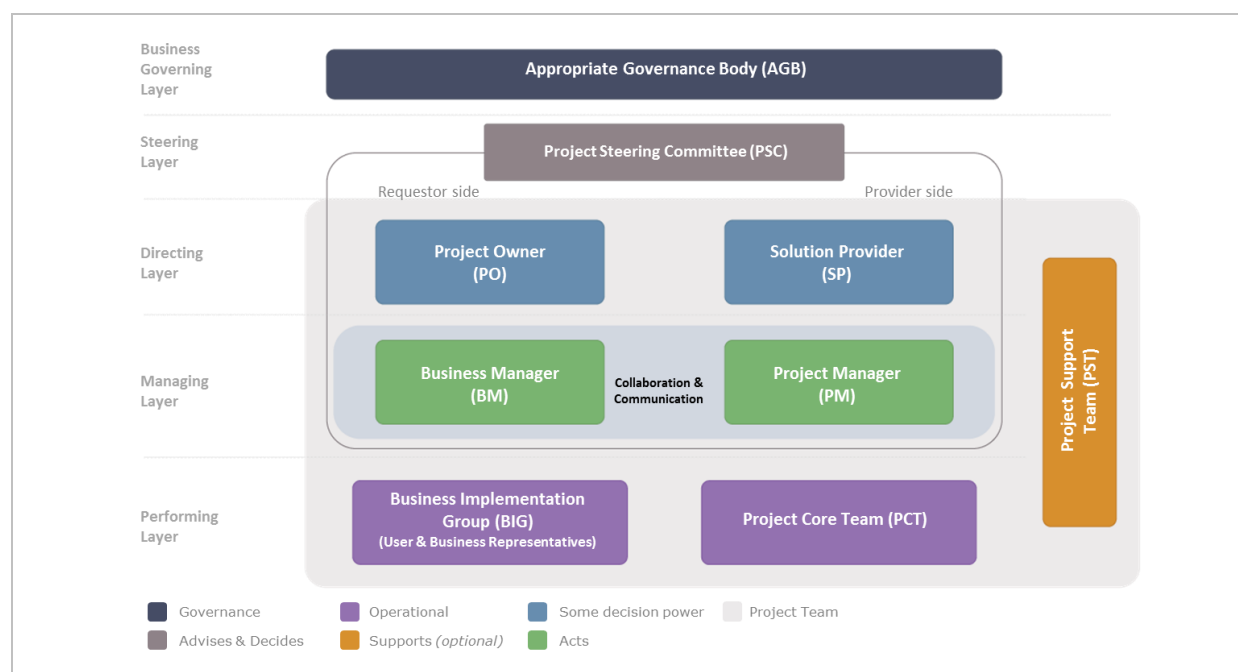 Business
Governing
Layer
Appropriate Governance Body (AGB)
Steering
Layer
Project Steering Committee (PSC)
Requestor side
Provider side
Directing
Layer
Project Owner
(PO)
Solution Provider
(SP)
Managing
Layer
Business Manager
(BM)
Collaboration &
Communication
Project Manager
(PM)
Project Support
Team (PST)
Performing
Layer
Business Implementation
Group (BIG)
(User & Business Representatives)
Project Core Team (PCT)
Governance
Operational
Some decision power
Project Team
Advises & Decides
Supports (optional)
Acts